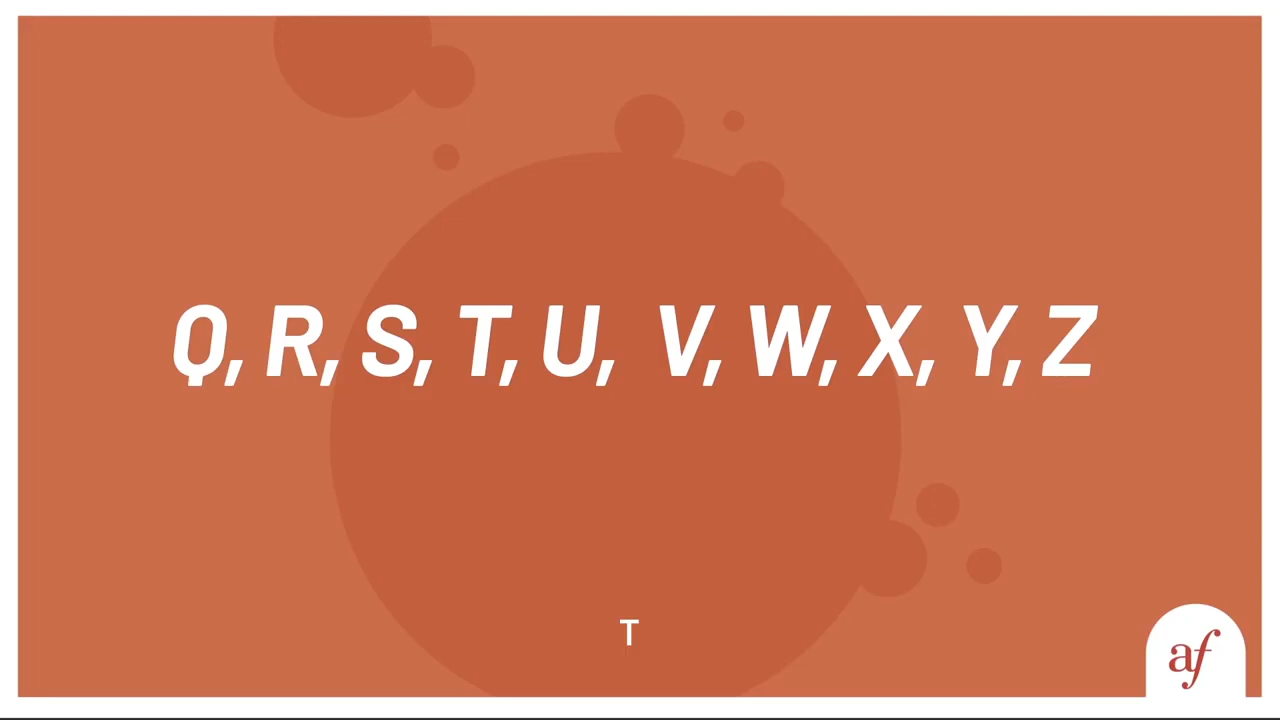 Q, R, S, T, U, V, W, X, Y, Z
T
af